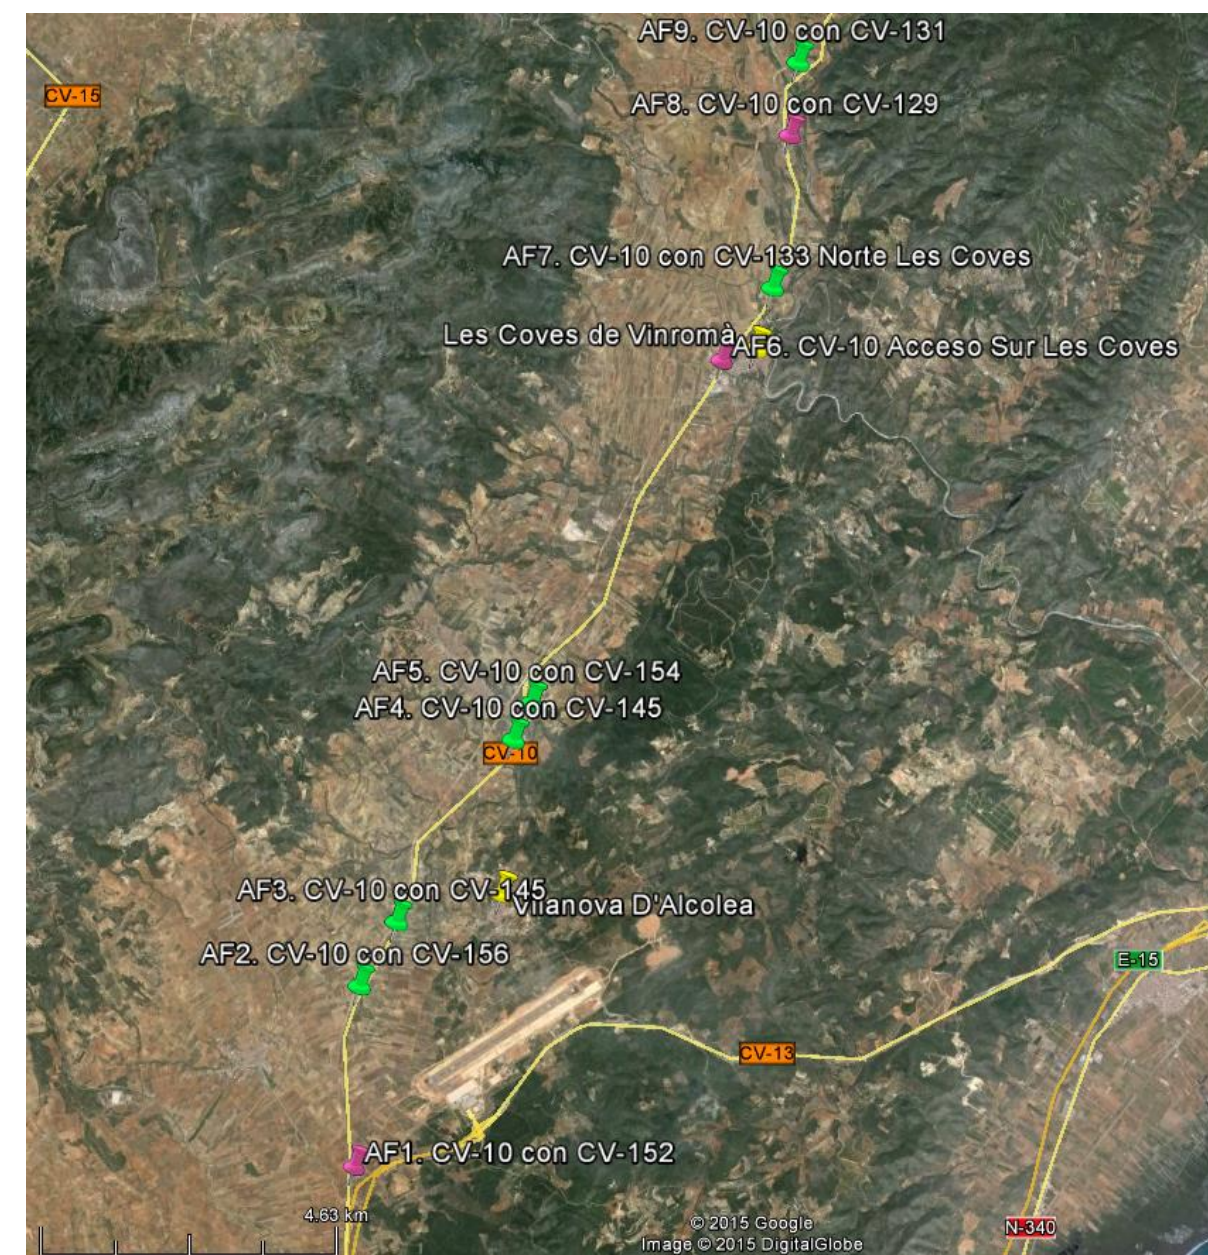 AF9. CV-10 con CV-131
CV-15
AF8. CV-10 con CV-129
AF7. CV-10 con CV-133 Norte Les Coves
Les Coves de Vinromà
AF6. CV-10 Acceso Sur Les Coves
AF5. CV-10 con CV-154
AF4. CV-10 con CV-145
CV-10
AF3. CV-10 con CV-145
Vilanova D'Alcolea
AF2. CV-10 con CV-156
E-15
CV-13
AF1. CV-10 con CV-152
4.63 km
© 2015 Google
N-340
Image © 2015 DigitalGlobe